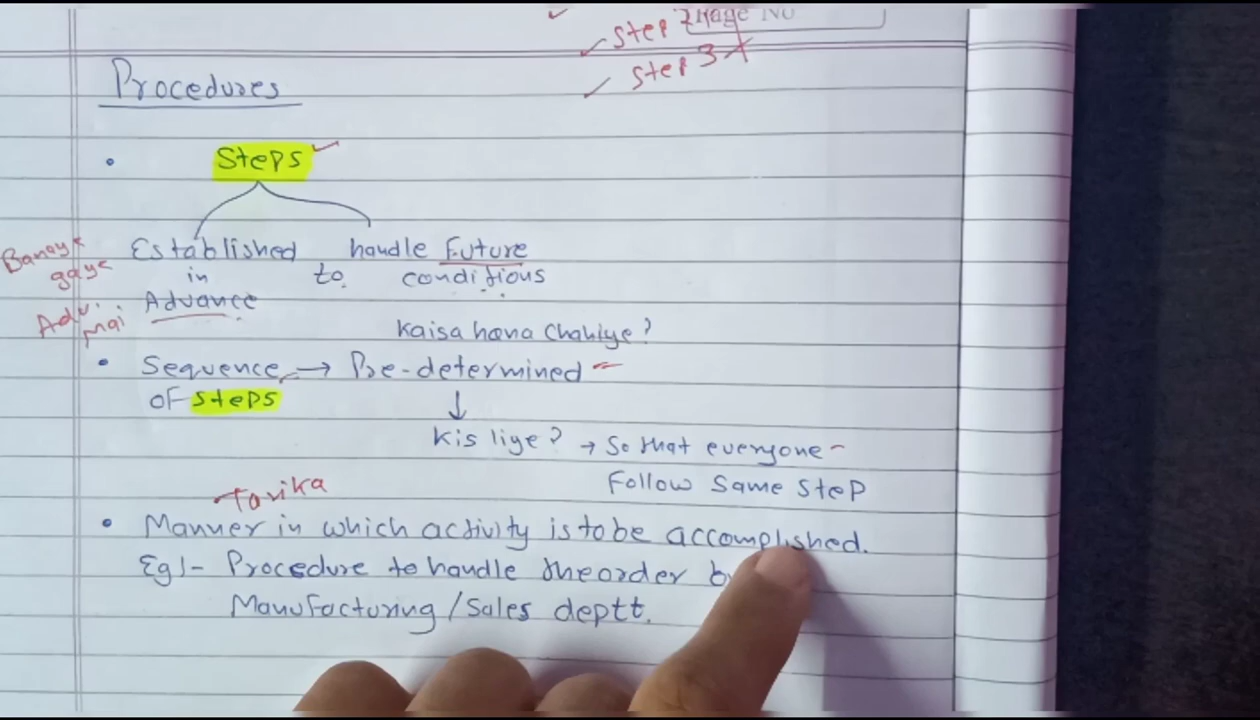 step 2 Page No
step 3
Procedures
Steps
Established handle Future
in to conditions
Advance
Banaye
gaye
Adv.
mai
Kaisa hona Chahiye?
Sequence → Pre-determined
of steps
↓
Kis liye? → So that everyone
Follow Same Step
Tarika
Manner in which activity is to be accomplished.
Eg:- Procedure to handle the order
Manufacturing/Sales deptt.